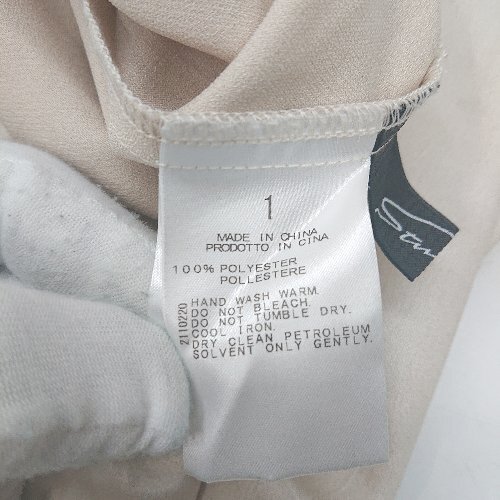 1
MADE IN CHINA
PRODOTTO IN CINA
100% POLYESTER
POLLESTERE
HAND WASH WARM.
DO NOT BLEACH.
DO NOT TUMBLE DRY.
COOL IRON.
DRY CLEAN PETROLEUM
SOLVENT ONLY GENTLY.
2110220